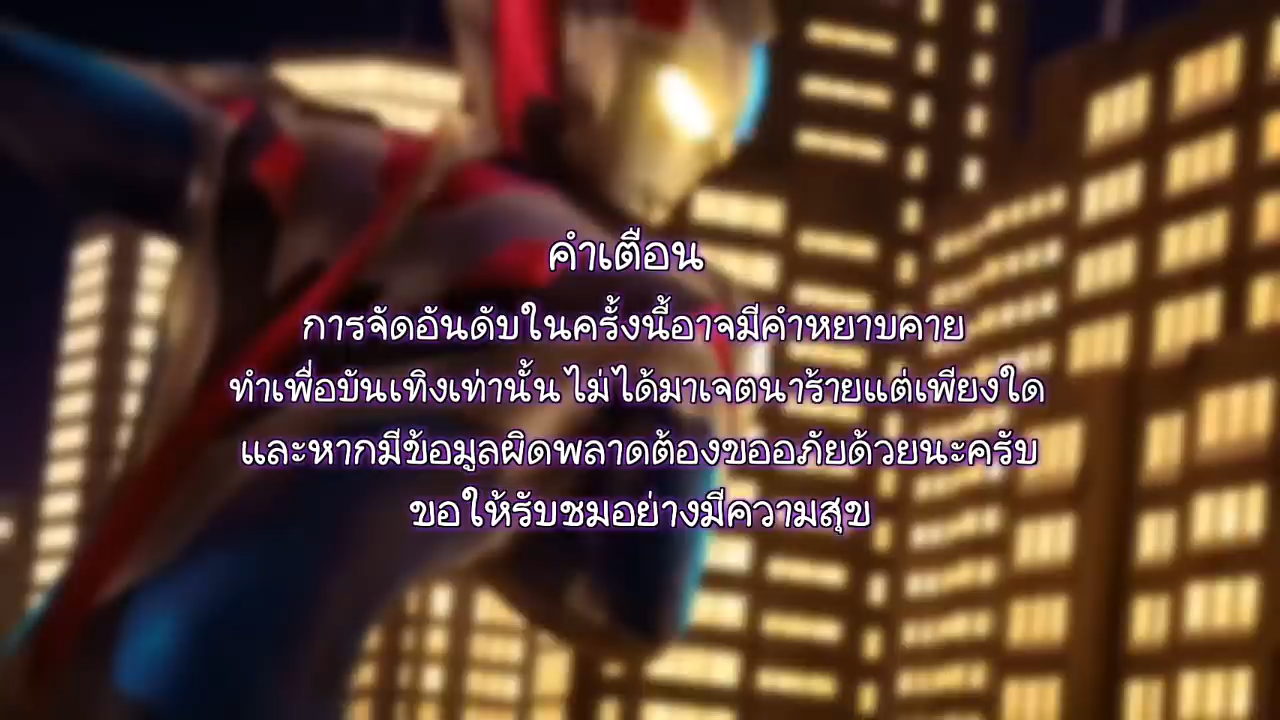 คำเตือน
การจัดอันดับในครั้งนี้อาจมีคำหยาบคาย
ทำเพื่อบันเทิงเท่านั้น ไม่ได้มาเจตนาร้ายแต่เพียงใด
และหากมีข้อมูลผิดพลาดต้องขออภัยด้วยนะครับ
ขอให้รับชมอย่างมีความสุข